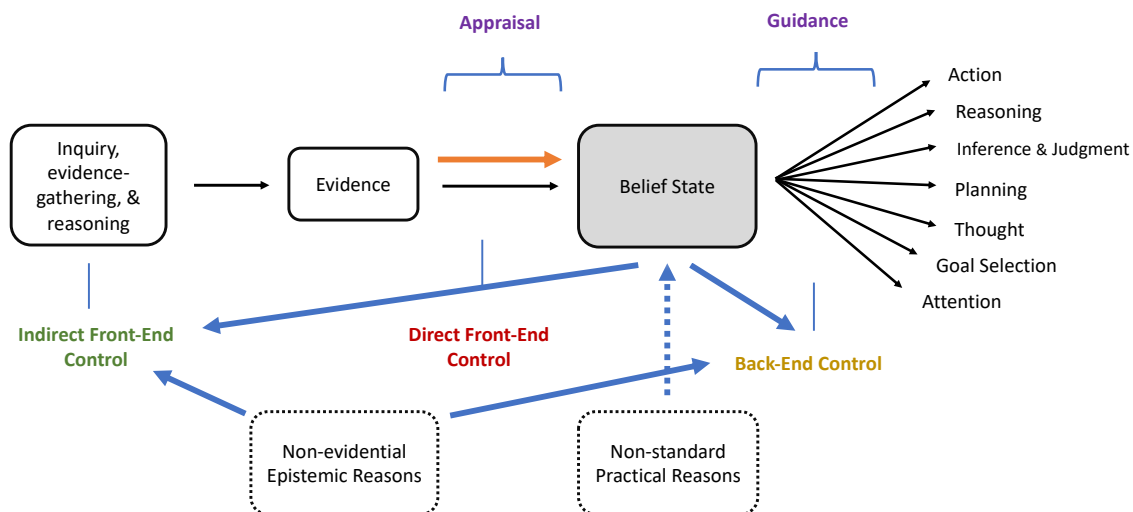 Appraisal
Guidance
Inquiry,
evidence-
gathering, &
reasoning
Evidence
Belief State
Action
Reasoning
Inference & Judgment
Planning
Thought
Goal Selection
Attention
Indirect Front-End
Control
Direct Front-End
Control
Back-End Control
Non-evidential
Epistemic Reasons
Non-standard
Practical Reasons